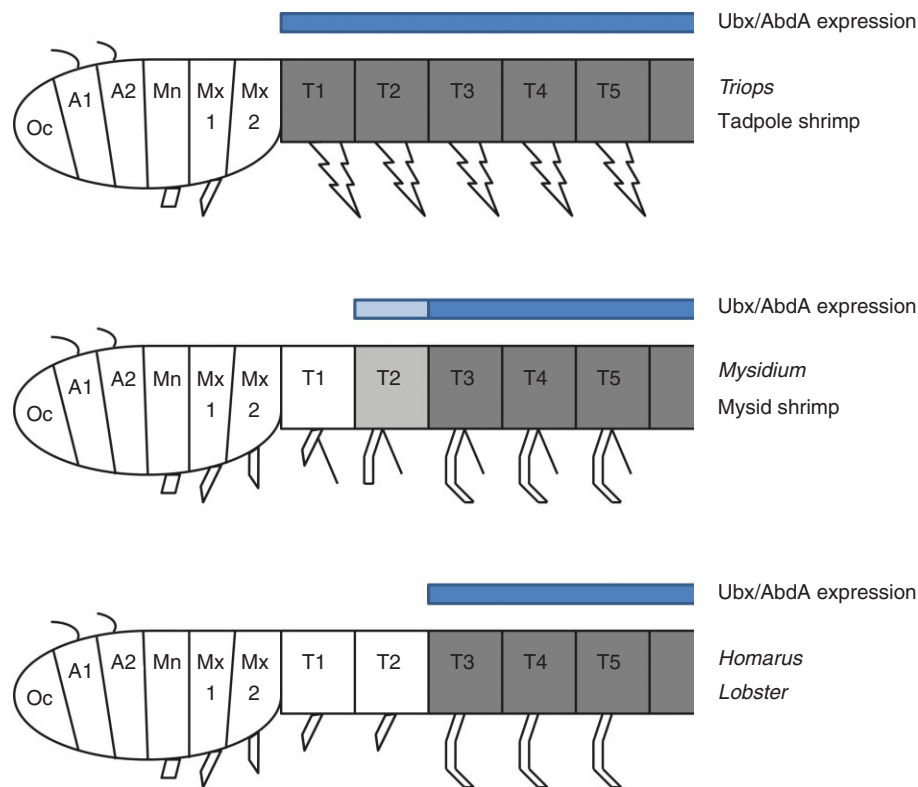 Ubx/AbdA expression
Oc A1 A2 Mn Mx 1 Mx 2 T1 T2 T3 T4 T5
Triops
Tadpole shrimp
Ubx/AbdA expression
Oc A1 A2 Mn Mx 1 Mx 2 T1 T2 T3 T4 T5
Mysidium
Mysid shrimp
Ubx/AbdA expression
Oc A1 A2 Mn Mx 1 Mx 2 T1 T2 T3 T4 T5
Homarus
Lobster